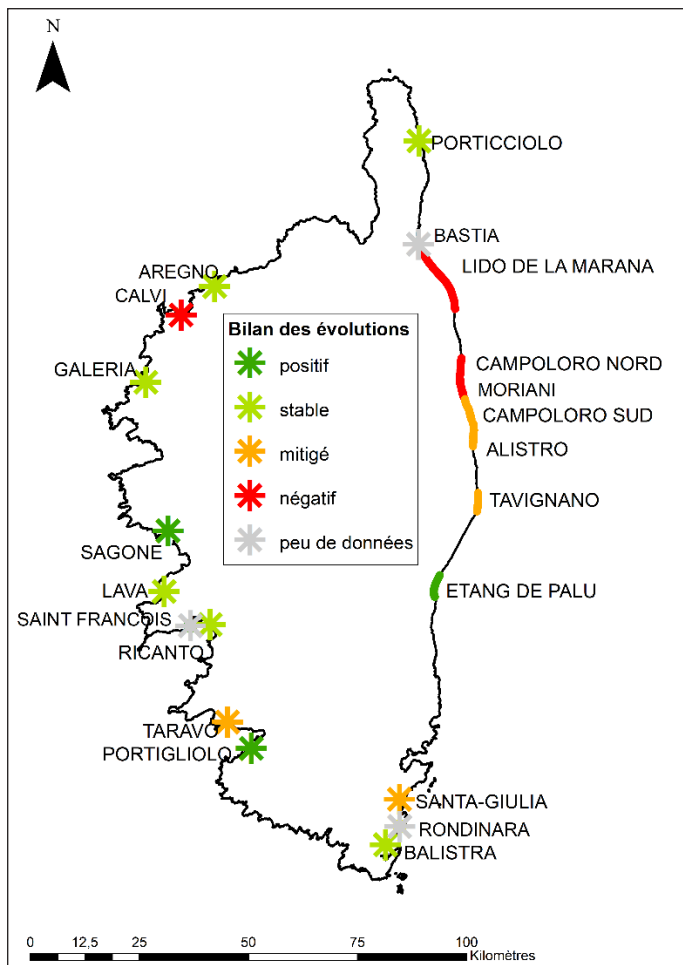 N
PORTICCIOLO
BASTIA
LIDO DE LA MARANA
AREGNO
CALVI
Bilan des évolutions
positif
stable
mitigé
négatif
peu de données
GALERIA
CAMPOLORO NORD
MORIANI
CAMPOLORO SUD
ALISTRO
TAVIGNANO
SAGONE
LAVA
ETANG DE PALU
SAINT FRANCOIS
RICANTO
TARAVO
PORTIGLIOLO
SANTA-GIULIA
RONDINARA
BALISTRA
0 12,5 25 50 75 100
Kilomètres